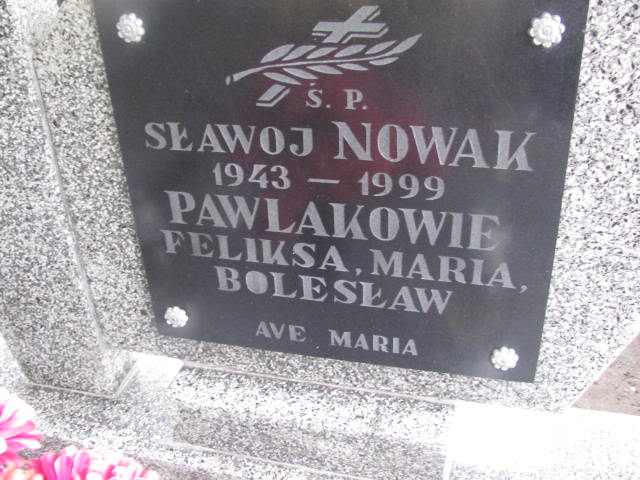 Ś. P.
SŁAWOJ NOWAK
1943 — 1999
PAWLAKOWIE
FELIKSA, MARIA,
BOLESŁAW
AVE MARIA